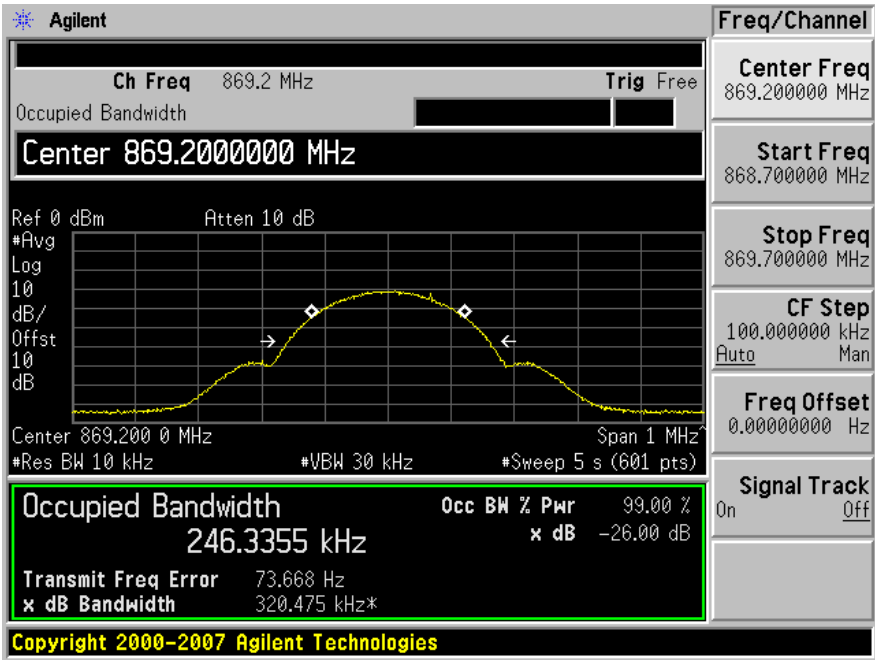 Agilent
Freq/Channel
Ch Freq 869.2 MHz Trig Free
Occupied Bandwidth
Center 869.2000000 MHz
Ref 0 dBm Atten 10 dB
#Avg
Log
10
dB/
Offst
10
dB
Center 869.200 0 MHz Span 1 MHz^
#Res BW 10 kHz #VBW 30 kHz #Sweep 5 s (601 pts)
Occupied Bandwidth Occ BW % Pwr 99.00 %
246.3355 kHz x dB -26.00 dB
Transmit Freq Error 73.668 Hz
x dB Bandwidth 320.475 kHz*
Copyright 2000-2007 Agilent Technologies
Center Freq
869.200000 MHz
Start Freq
868.700000 MHz
Stop Freq
869.700000 MHz
CF Step
100.000000 kHz
Auto Man
Freq Offset
0.00000000 Hz
Signal Track
On Off